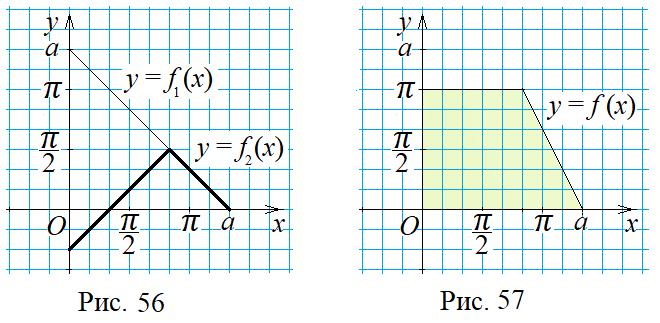 y
a
y = f₁(x)
π
π/2
y = f₂(x)
O
π/2
π
a
x
Рис. 56
y
a
π
y = f (x)
π/2
O
π/2
π
a
x
Рис. 57